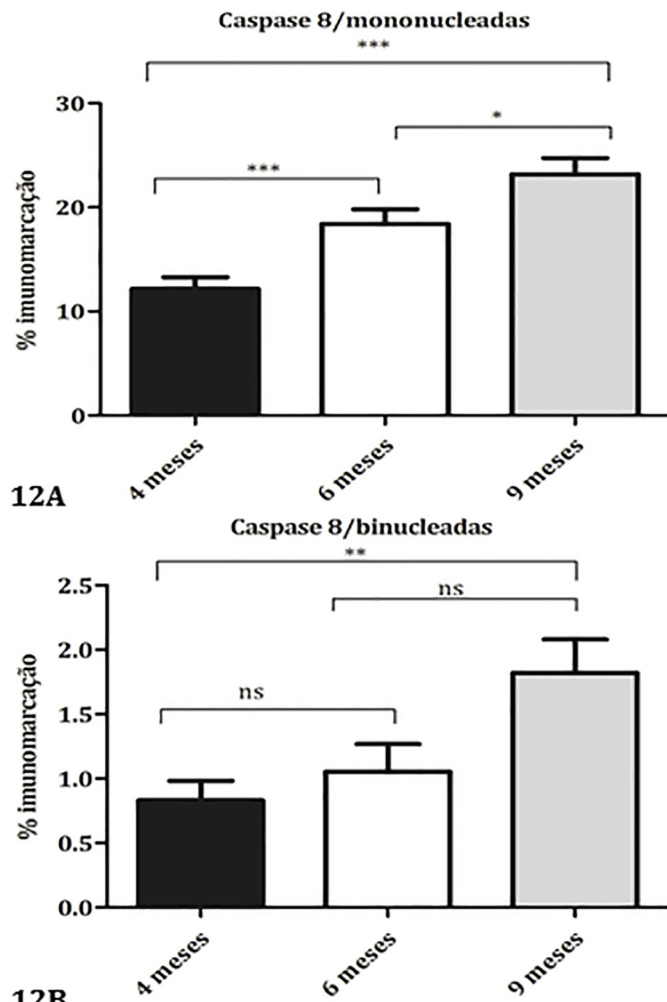 Caspase 8/mononucleadas
***
*
***
30
20
10
0
% imunomarcação
4 meses
6 meses
9 meses
12A
Caspase 8/binucleadas
**
ns
ns
2.5
2.0
1.5
1.0
0.5
0.0
% imunomarcação
4 meses
6 meses
9 meses
12B